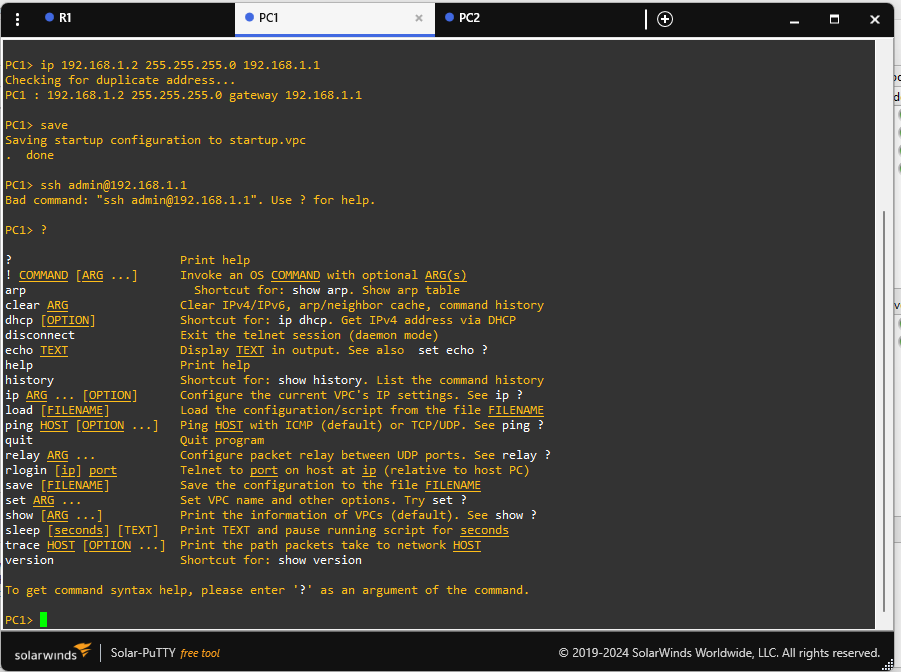 R1
PC1
PC2
PC1> ip 192.168.1.2 255.255.255.0 192.168.1.1
Checking for duplicate address...
PC1 : 192.168.1.2 255.255.255.0 gateway 192.168.1.1
PC1> save
Saving startup configuration to startup.vpc
.  done
PC1> ssh admin@192.168.1.1
Bad command: "ssh admin@192.168.1.1". Use ? for help.
PC1> ?
?                        Print help
! COMMAND [ARG ...]      Invoke an OS COMMAND with optional ARG(s)
arp                        Shortcut for: show arp. Show arp table
clear ARG                Clear IPv4/IPv6, arp/neighbor cache, command history
dhcp [OPTION]            Shortcut for: ip dhcp. Get IPv4 address via DHCP
disconnect               Exit the telnet session (daemon mode)
echo TEXT                Display TEXT in output. See also  set echo ?
help                     Print help
history                  Shortcut for: show history. List the command history
ip ARG ... [OPTION]      Configure the current VPC's IP settings. See ip ?
load [FILENAME]          Load the configuration/script from the file FILENAME
ping HOST [OPTION ...]   Ping HOST with ICMP (default) or TCP/UDP. See ping ?
quit                     Quit program
relay ARG ...            Configure packet relay between UDP ports. See relay ?
rlogin [ip] port         Telnet to port on host at ip (relative to host PC)
save [FILENAME]          Save the configuration to the file FILENAME
set ARG ...              Set VPC name and other options. Try set ?
show [ARG ...]           Print the information of VPCs (default). See show ?
sleep [seconds] [TEXT]   Print TEXT and pause running script for seconds
trace HOST [OPTION ...]  Print the path packets take to network HOST
version                  Shortcut for: show version
To get command syntax help, please enter '?' as an argument of the command.
PC1>
solarwinds | Solar-PuTTY free tool
© 2019-2024 SolarWinds Worldwide, LLC. All rights reserved.